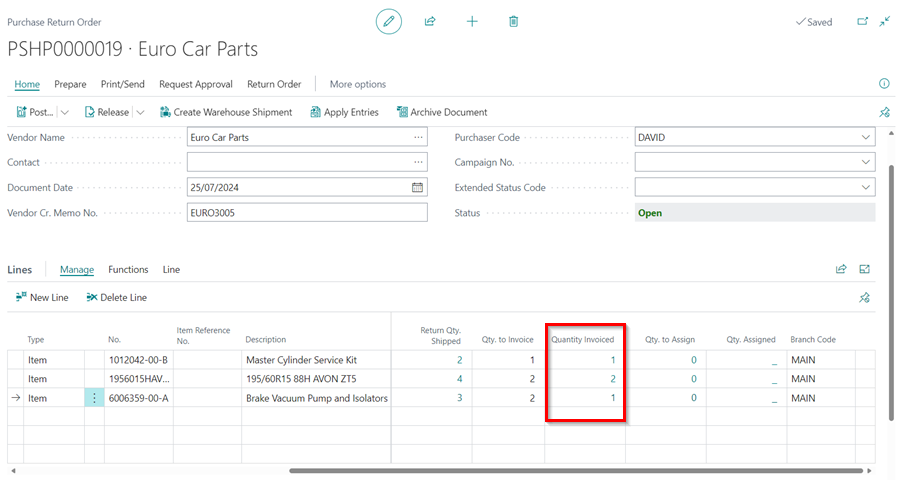 Purchase Return Order
Saved
PSHP0000019 · Euro Car Parts
Home Prepare Print/Send Request Approval Return Order More options
Post... Release Create Warehouse Shipment Apply Entries Archive Document
Vendor Name Euro Car Parts Purchaser Code DAVID
Contact Campaign No.
Document Date 25/07/2024 Extended Status Code
Vendor Cr. Memo No. EURO3005 Status Open
Lines Manage Functions Line
New Line Delete Line
Type No. Item Reference No. Description Return Qty. Shipped Qty. to Invoice Quantity Invoiced Qty. to Assign Qty. Assigned Branch Code
Item 1012042-00-B Master Cylinder Service Kit 2 1 1 0 _ MAIN
Item 1956015HAV... 195/60R15 88H AVON ZT5 4 2 2 0 _ MAIN
Item 6006359-00-A Brake Vacuum Pump and Isolators 3 2 1 0 _ MAIN